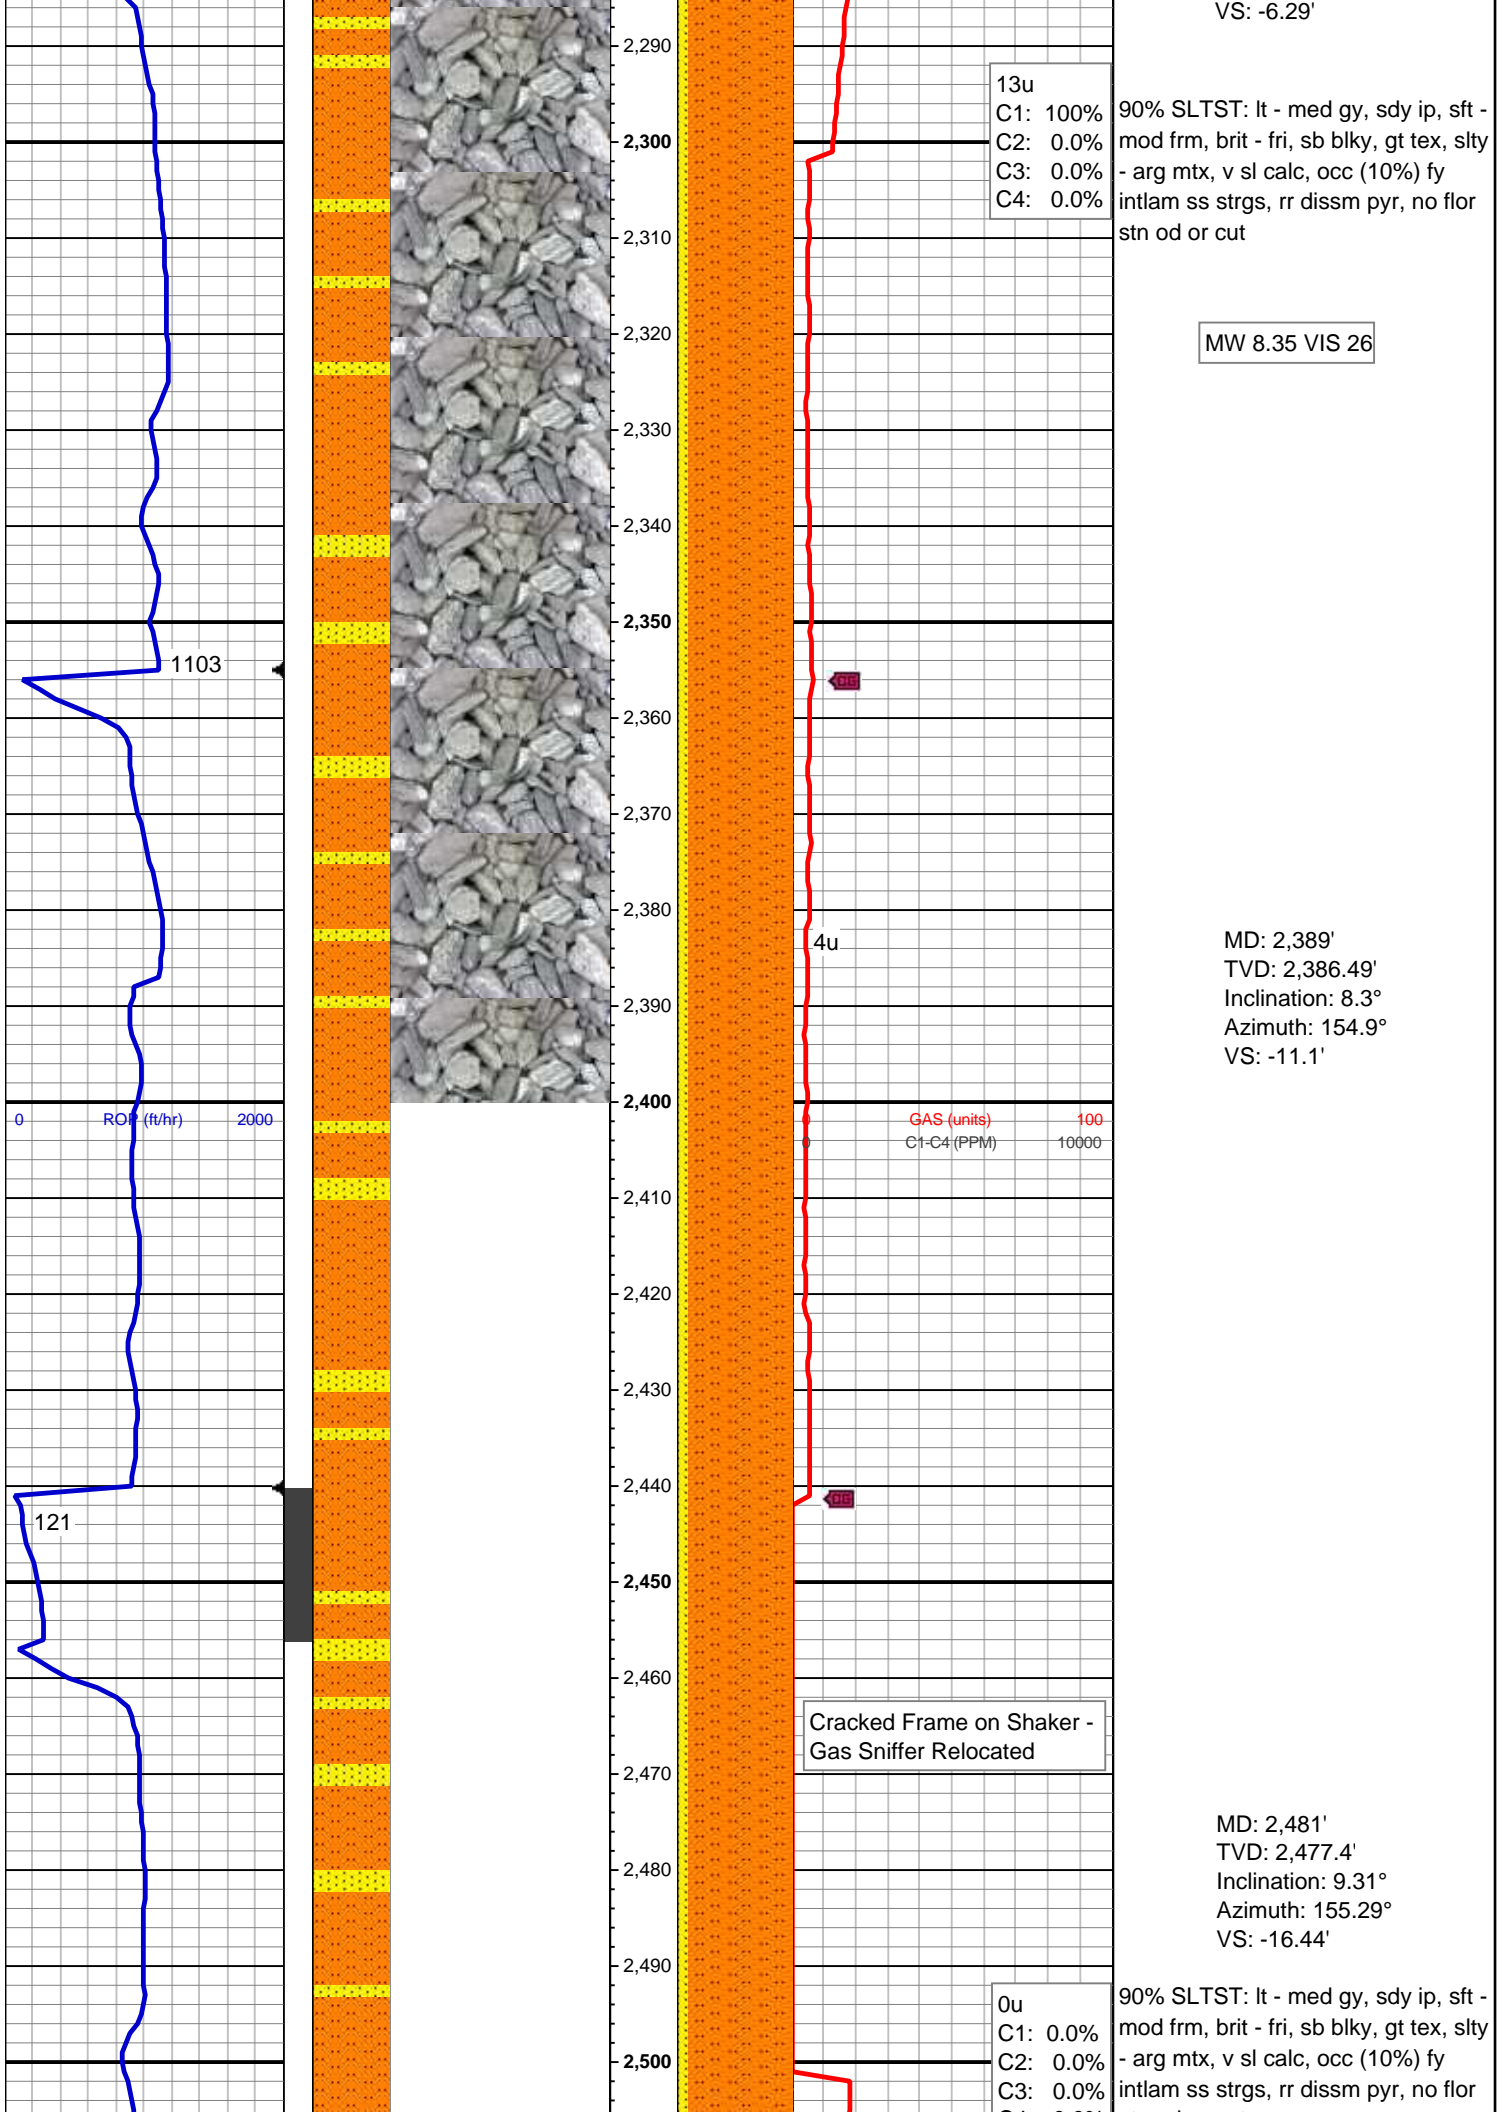 VS: -6.29'
2,290
13u
C1: 100%
C2: 0.0%
C3: 0.0%
C4: 0.0%
90% SLTST: lt - med gy, sdy ip, sft -
mod frm, brit - fri, sb blky, gt tex, slty
- arg mtx, v sl calc, occ (10%) fy
intlam ss strgs, rr dissm pyr, no flor
stn od or cut
2,300
2,310
2,320
MW 8.35 VIS 26
2,330
2,340
2,350
1103
CG
2,360
2,370
2,380
4u
MD: 2,389'
TVD: 2,386.49'
Inclination: 8.3°
Azimuth: 154.9°
VS: -11.1'
2,390
2,400
0 ROP (ft/hr) 2000
0 GAS (units) 100
0 C1-C4 (PPM) 10000
2,410
2,420
2,430
2,440
CG
121
2,450
2,460
Cracked Frame on Shaker -
Gas Sniffer Relocated
2,470
MD: 2,481'
TVD: 2,477.4'
Inclination: 9.31°
Azimuth: 155.29°
VS: -16.44'
2,480
2,490
0u
C1: 0.0%
C2: 0.0%
C3: 0.0%
90% SLTST: lt - med gy, sdy ip, sft -
mod frm, brit - fri, sb blky, gt tex, slty
- arg mtx, v sl calc, occ (10%) fy
intlam ss strgs, rr dissm pyr, no flor
2,500